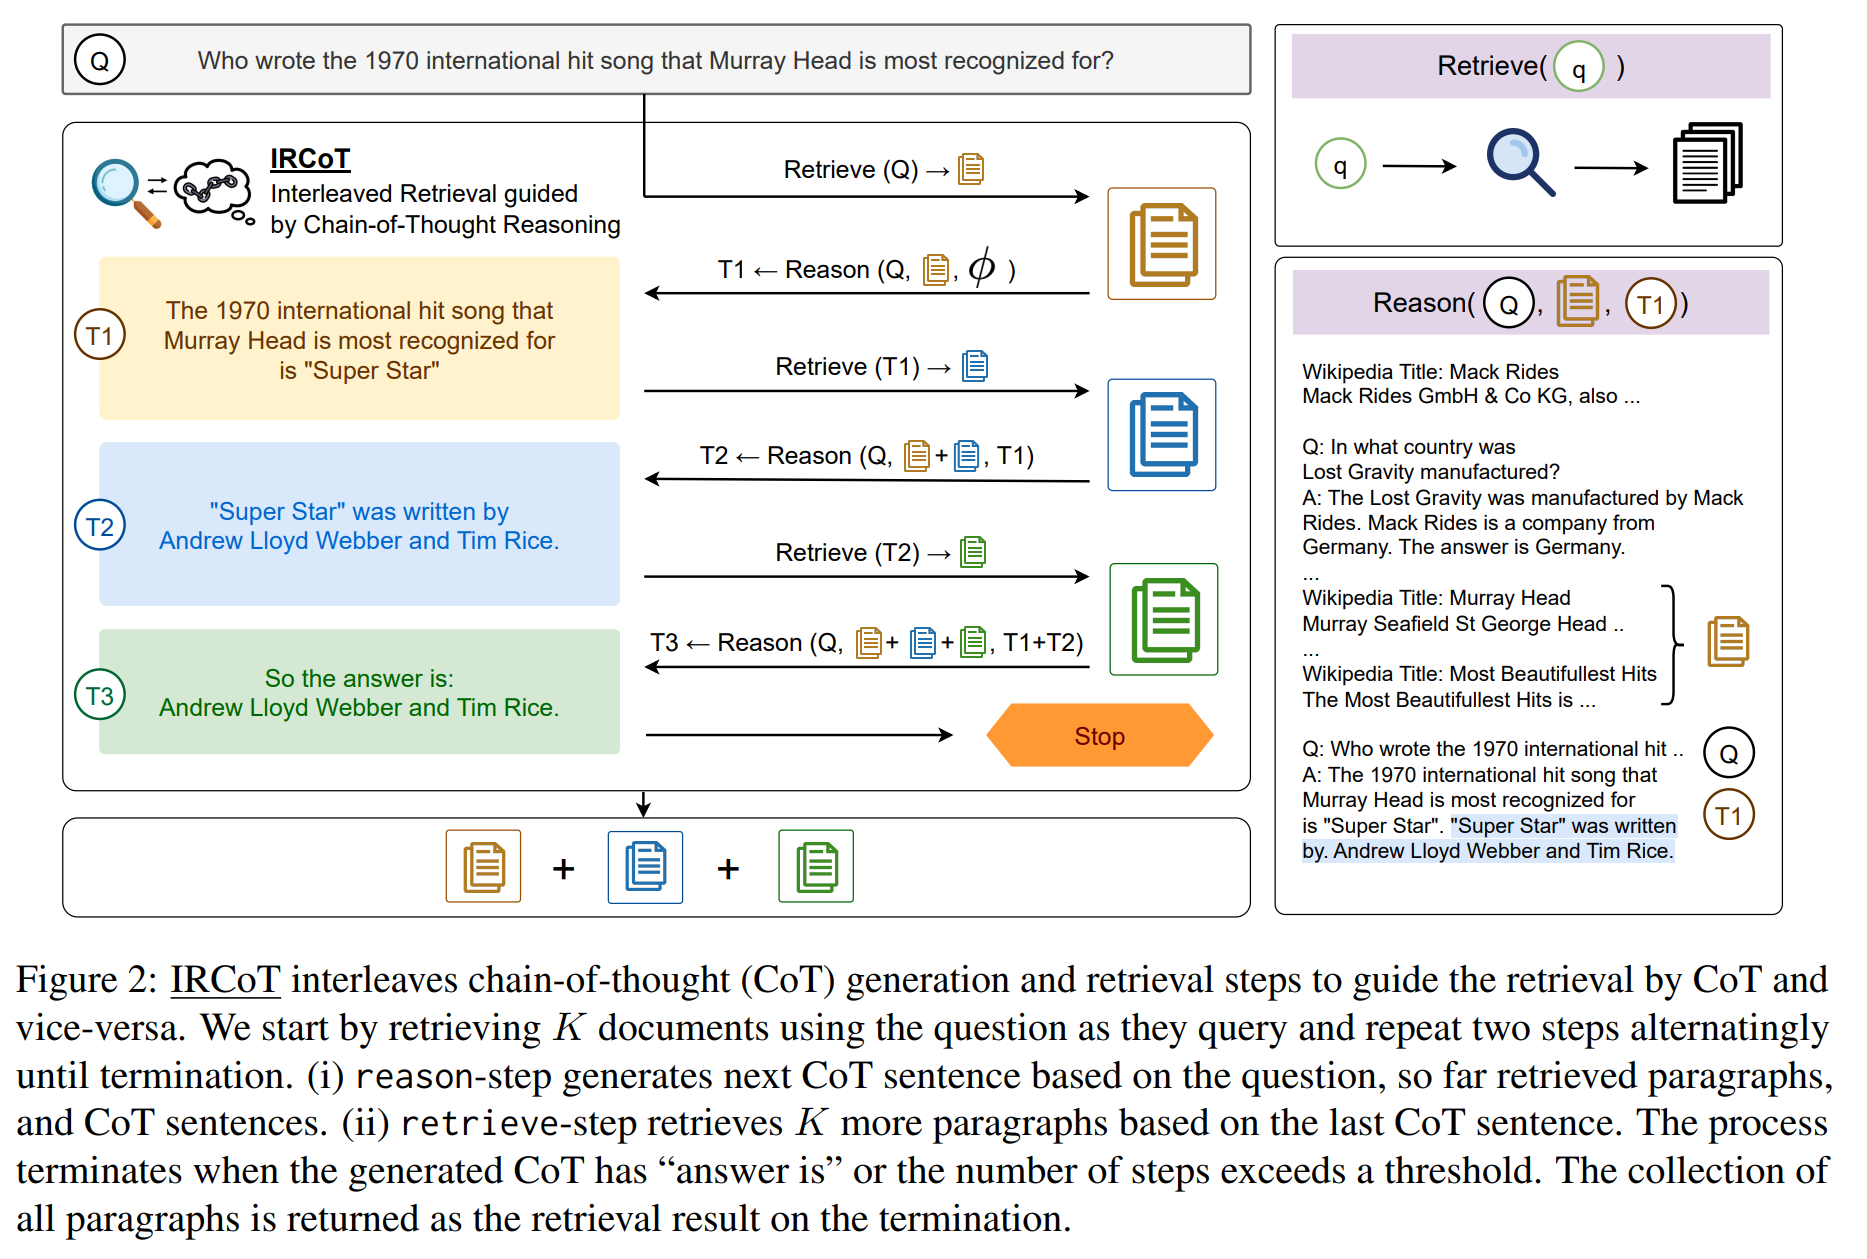 Q
Who wrote the 1970 international hit song that Murray Head is most recognized for?
IRCoT
Interleaved Retrieval guided
by Chain-of-Thought Reasoning
Retrieve (Q) →
T1 ← Reason (Q, , ϕ )
T1
The 1970 international hit song that
Murray Head is most recognized for
is "Super Star"
Retrieve (T1) →
T2 ← Reason (Q, + , T1)
T2
"Super Star" was written by
Andrew Lloyd Webber and Tim Rice.
Retrieve (T2) →
T3 ← Reason (Q, + + , T1+T2)
T3
So the answer is:
Andrew Lloyd Webber and Tim Rice.
Stop
+ +
Retrieve( q )
q
Reason( Q, , T1 )
Wikipedia Title: Mack Rides
Mack Rides GmbH & Co KG, also ...
Q: In what country was
Lost Gravity manufactured?
A: The Lost Gravity was manufactured by Mack
Rides. Mack Rides is a company from
Germany. The answer is Germany.
...
Wikipedia Title: Murray Head
Murray Seafield St George Head ..
...
Wikipedia Title: Most Beautifullest Hits
The Most Beautifullest Hits is ...
Q: Who wrote the 1970 international hit ..
Q
A: The 1970 international hit song that
Murray Head is most recognized for
T1
is "Super Star". "Super Star" was written
by. Andrew Lloyd Webber and Tim Rice.
Figure 2: IRCoT interleaves chain-of-thought (CoT) generation and retrieval steps to guide the retrieval by CoT and
vice-versa. We start by retrieving K documents using the question as they query and repeat two steps alternatingly
until termination. (i) reason-step generates next CoT sentence based on the question, so far retrieved paragraphs,
and CoT sentences. (ii) retrieve-step retrieves K more paragraphs based on the last CoT sentence. The process
terminates when the generated CoT has “answer is” or the number of steps exceeds a threshold. The collection of
all paragraphs is returned as the retrieval result on the termination.